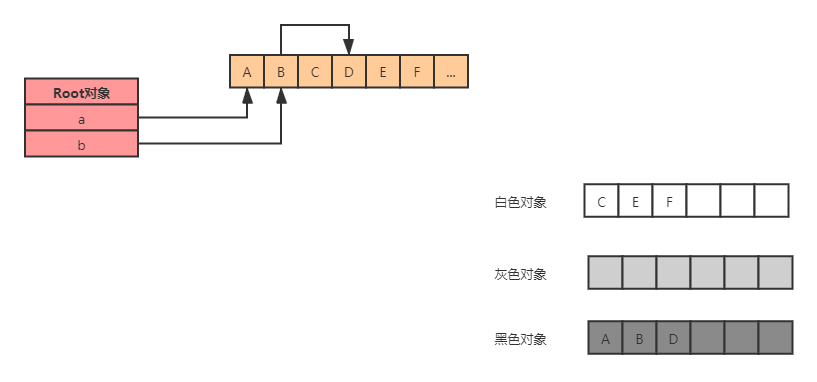 A B C D E F ...
Root对象
a
b
白色对象 C E F
灰色对象
黑色对象 A B D